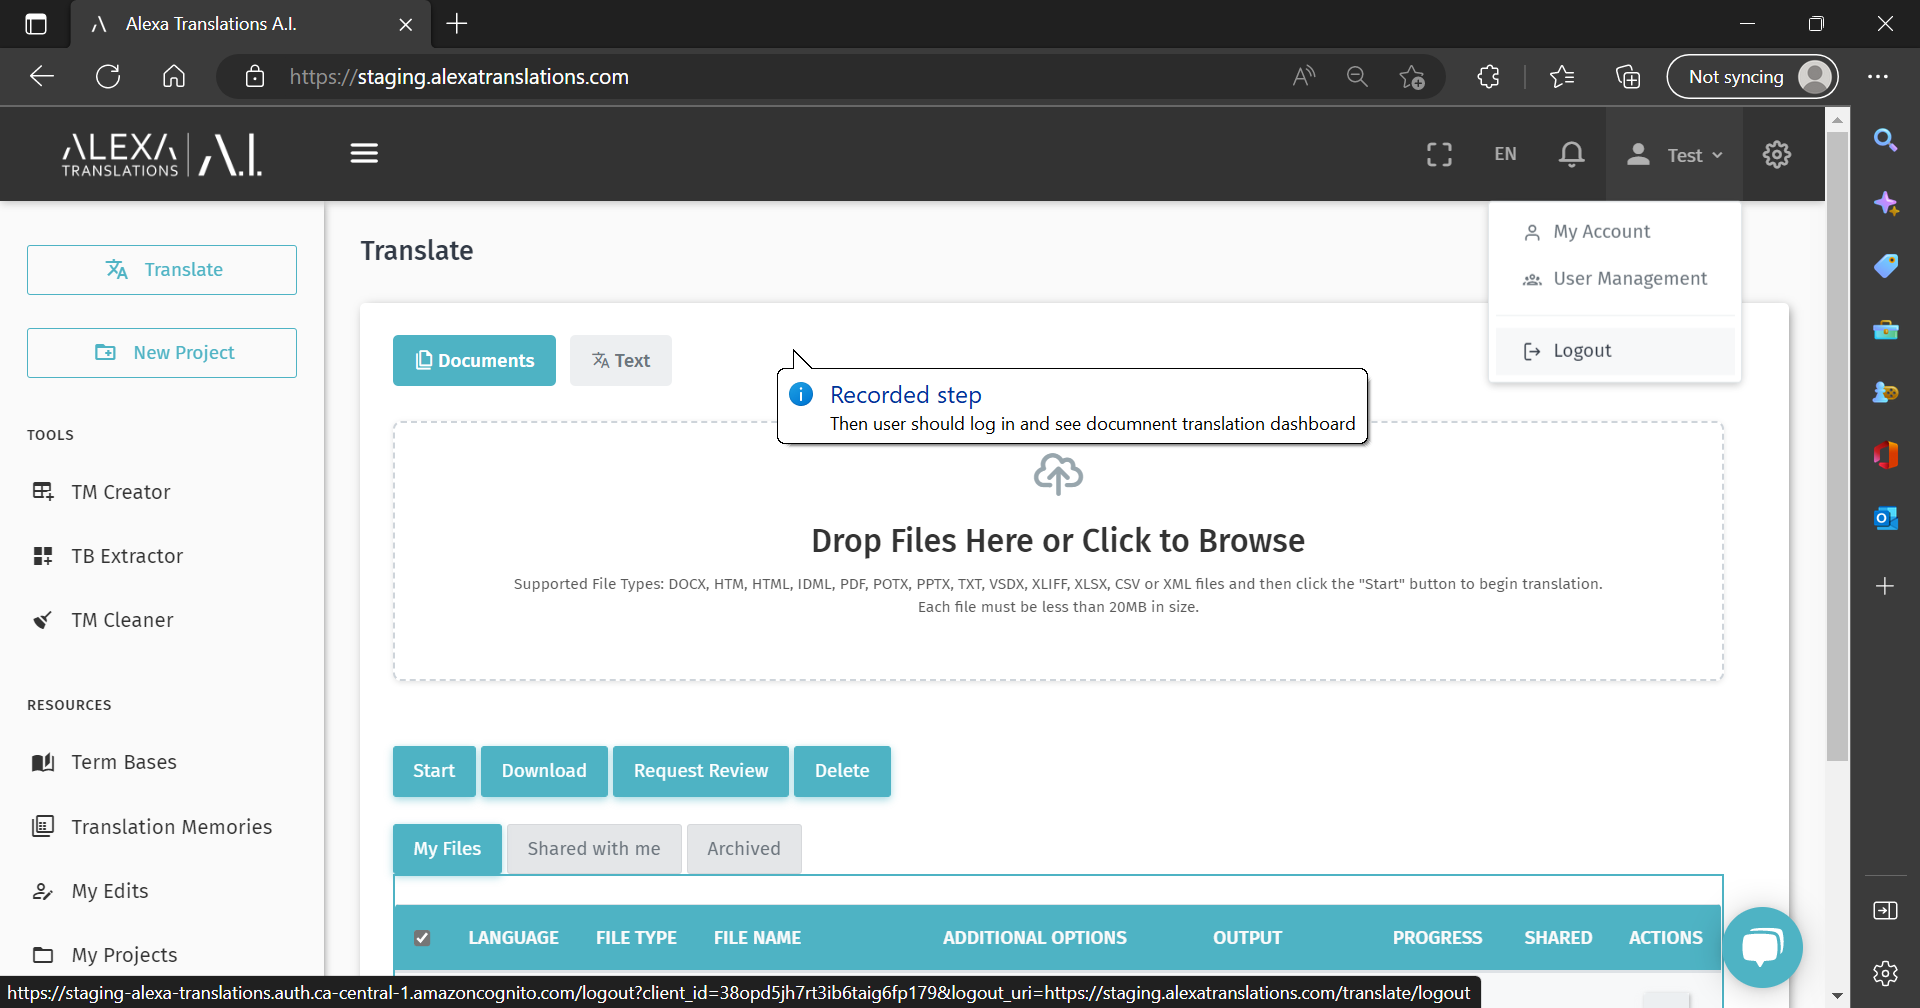 Alexa Translations A.I.
https://staging.alexatranslations.com
Not syncing
ALEXA TRANSLATIONS A.I.
EN
Test
My Account
User Management
Logout
Translate
New Project
TOOLS
TM Creator
TB Extractor
TM Cleaner
RESOURCES
Term Bases
Translation Memories
My Edits
My Projects
Translate
Documents
Text
Recorded step
Then user should log in and see documnent translation dashboard
Drop Files Here or Click to Browse
Supported File Types: DOCX, HTM, HTML, IDML, PDF, POTX, PPTX, TXT, VSDX, XLIFF, XLSX, CSV or XML files and then click the "Start" button to begin translation.
Each file must be less than 20MB in size.
Start Download Request Review Delete
My Files Shared with me Archived
LANGUAGE FILE TYPE FILE NAME ADDITIONAL OPTIONS OUTPUT PROGRESS SHARED ACTIONS
https://staging-alexa-translations.auth.ca-central-1.amazoncognito.com/logout?client_id=38opd5jh7rt3ib6taig6fp179&logout_uri=https://staging.alexatranslations.com/translate/logout